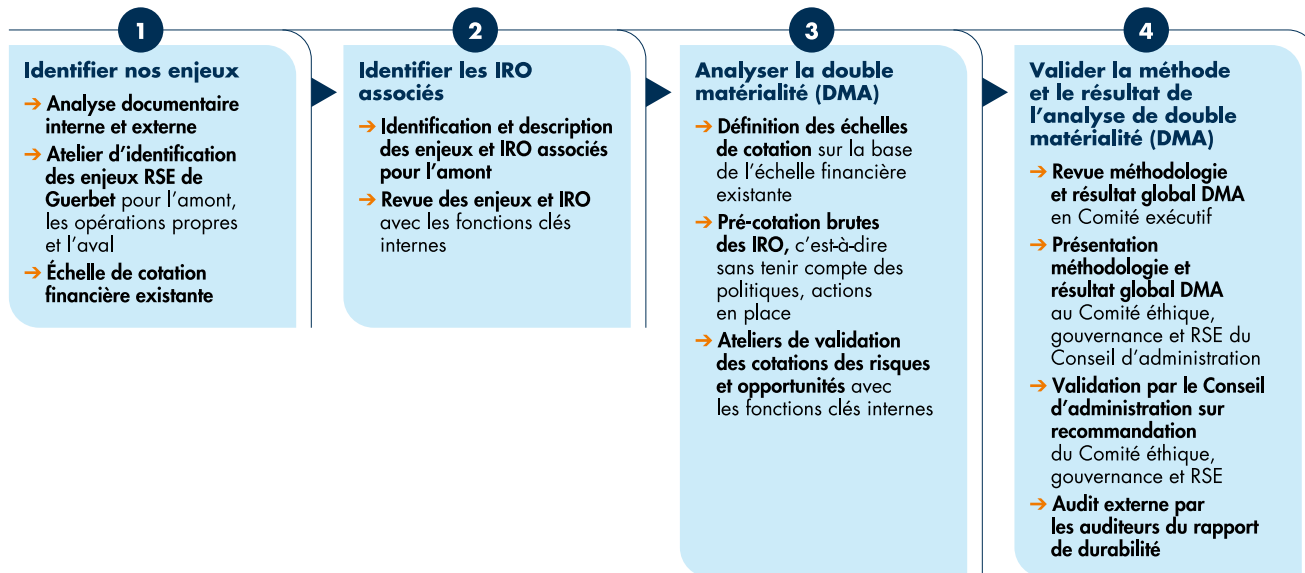 1
Identifier nos enjeux
➔ Analyse documentaire
interne et externe
➔ Atelier d’identification
des enjeux RSE de
Guerbet pour l’amont,
les opérations propres
et l’aval
➔ Échelle de cotation
financière existante
2
Identifier les IRO
associés
➔ Identification et description
des enjeux et IRO associés
pour l’amont
➔ Revue des enjeux et IRO
avec les fonctions clés
internes
3
Analyser la double
matérialité (DMA)
➔ Définition des échelles
de cotation sur la base
de l’échelle financière
existante
➔ Pré-cotation brutes
des IRO, c’est-à-dire
sans tenir compte des
politiques, actions
en place
➔ Ateliers de validation
des cotations des risques
et opportunités avec
les fonctions clés internes
4
Valider la méthode
et le résultat de
l’analyse de double
matérialité (DMA)
➔ Revue méthodologie
et résultat global DMA
en Comité exécutif
➔ Présentation
méthodologie et
résultat global DMA
au Comité éthique,
gouvernance et RSE du
Conseil d’administration
➔ Validation par le Conseil
d’administration sur
recommandation
du Comité éthique,
gouvernance et RSE
➔ Audit externe par
les auditeurs du rapport
de durabilité